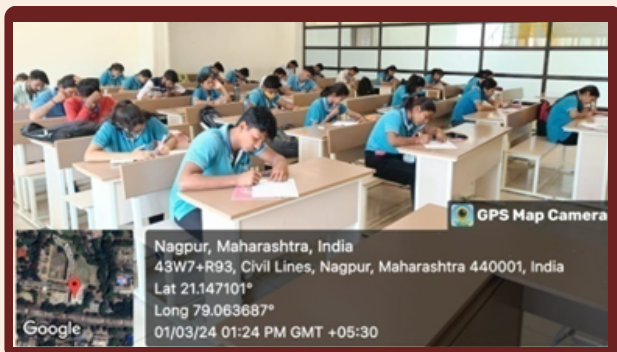 GPS Map Camera
Nagpur, Maharashtra, India
43W7+R93, Civil Lines, Nagpur, Maharashtra 440001, India
Lat 21.147101°
Long 79.063687°
01/03/24 01:24 PM GMT +05:30
Google